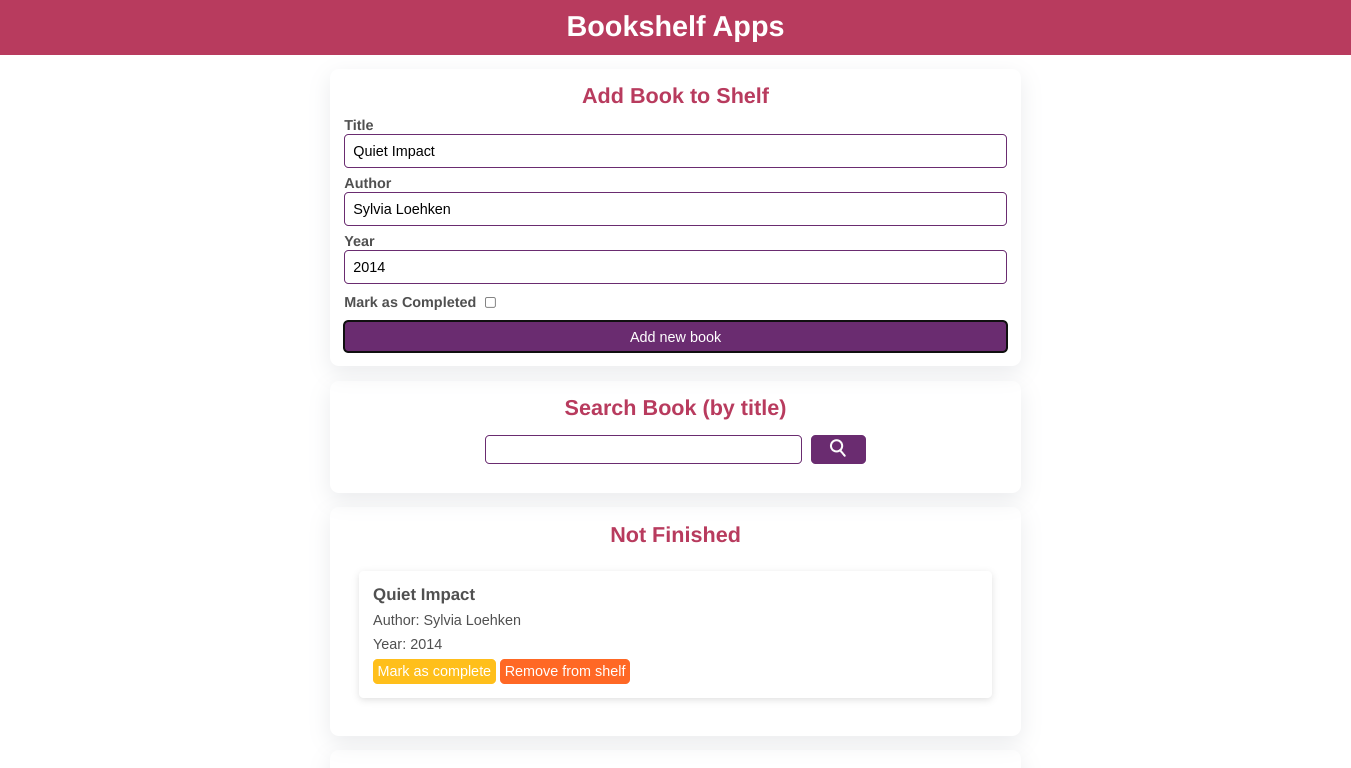 Bookshelf Apps
Add Book to Shelf
Title
Quiet Impact
Author
Sylvia Loehken
Year
2014
Mark as Completed
Add new book
Search Book (by title)
Not Finished
Quiet Impact
Author: Sylvia Loehken
Year: 2014
Mark as complete Remove from shelf